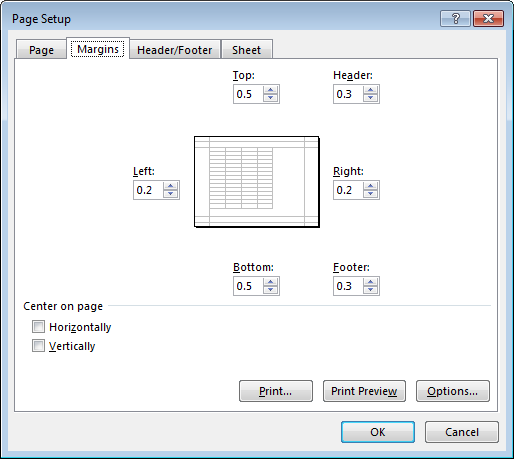 Page Setup
Page Margins Header/Footer Sheet
Top: Header:
0.5 0.3
Left: Right:
0.2 0.2
Bottom: Footer:
0.5 0.3
Center on page
Horizontally
Vertically
Print... Print Preview Options...
OK Cancel